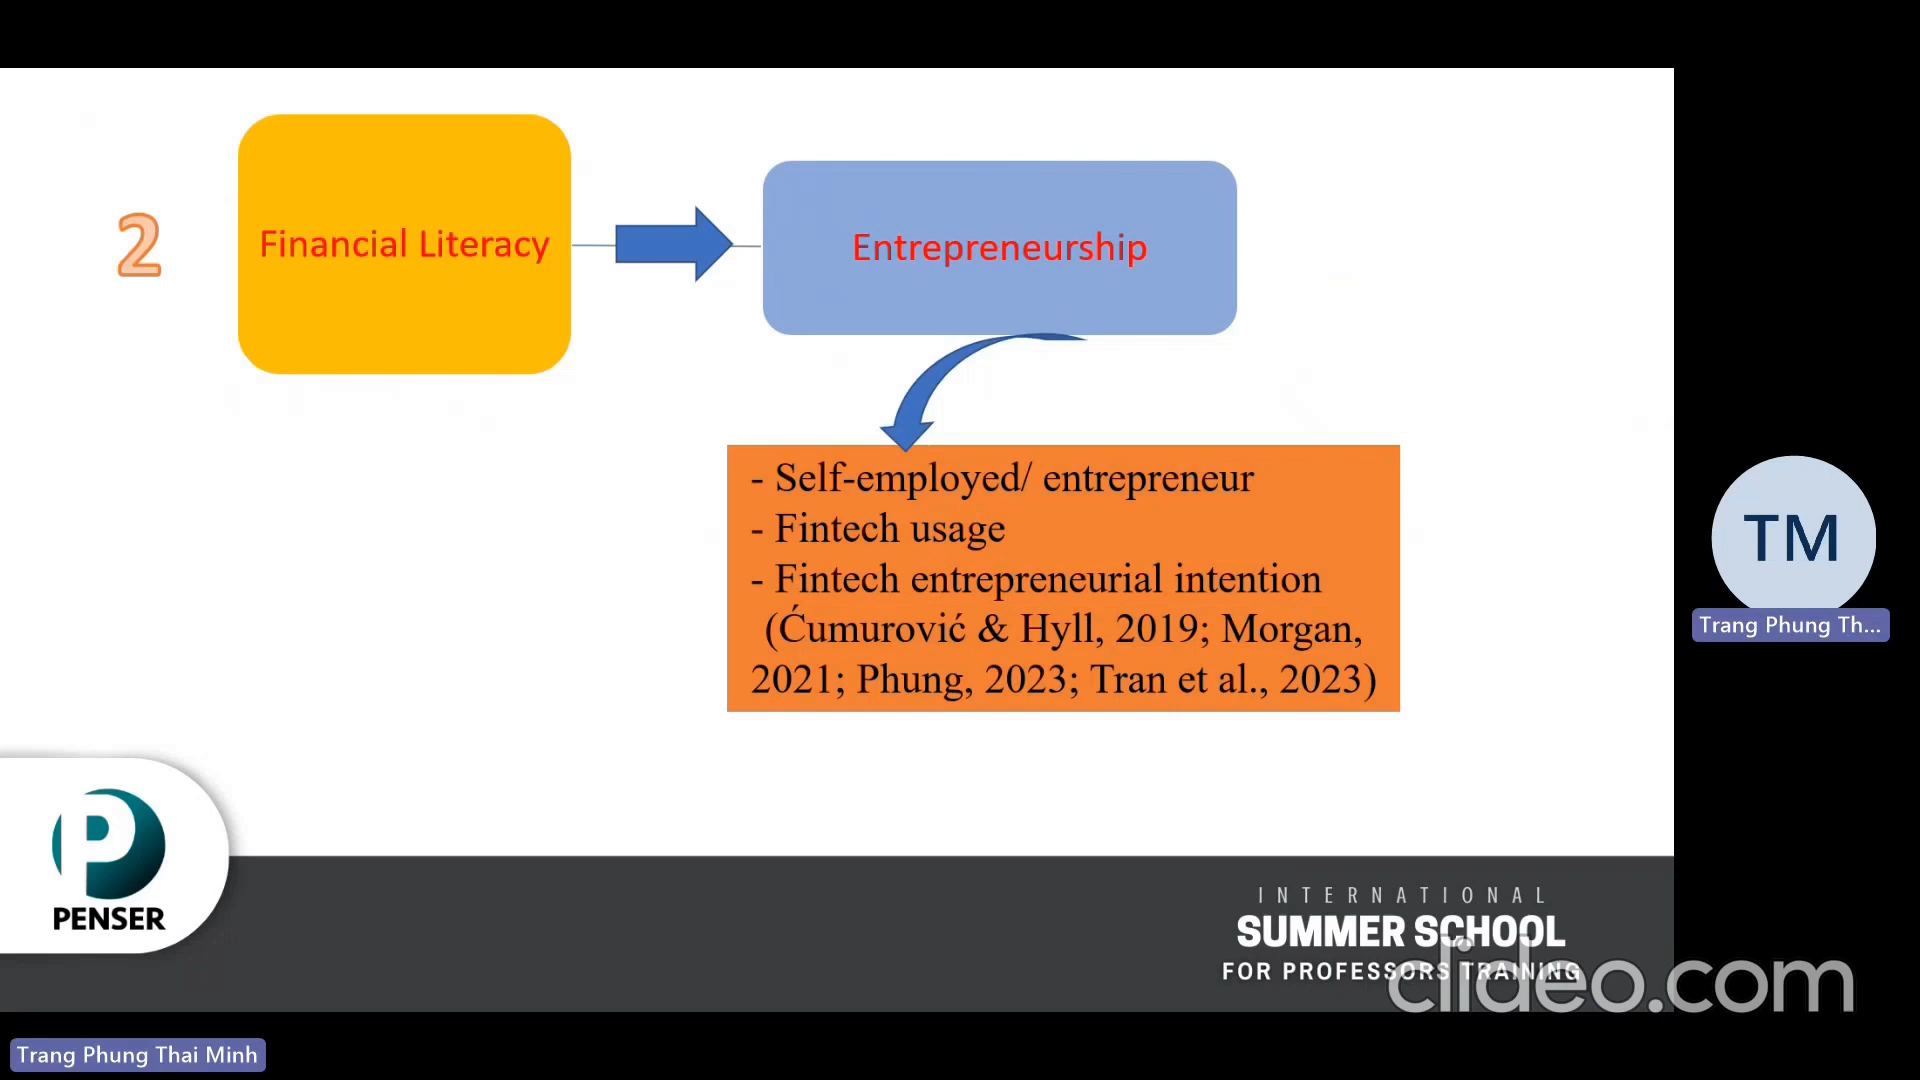 2
Financial Literacy
Entrepreneurship
- Self-employed/ entrepreneur
- Fintech usage
- Fintech entrepreneurial intention
(Ćumurović & Hyll, 2019; Morgan,
2021; Phung, 2023; Tran et al., 2023)
TM
Trang Phung Th...
P
PENSER
INTERNATIONAL
SUMMER SCHOOL
FOR PROFESSORS TRAINING
clideo.com
Trang Phung Thai Minh